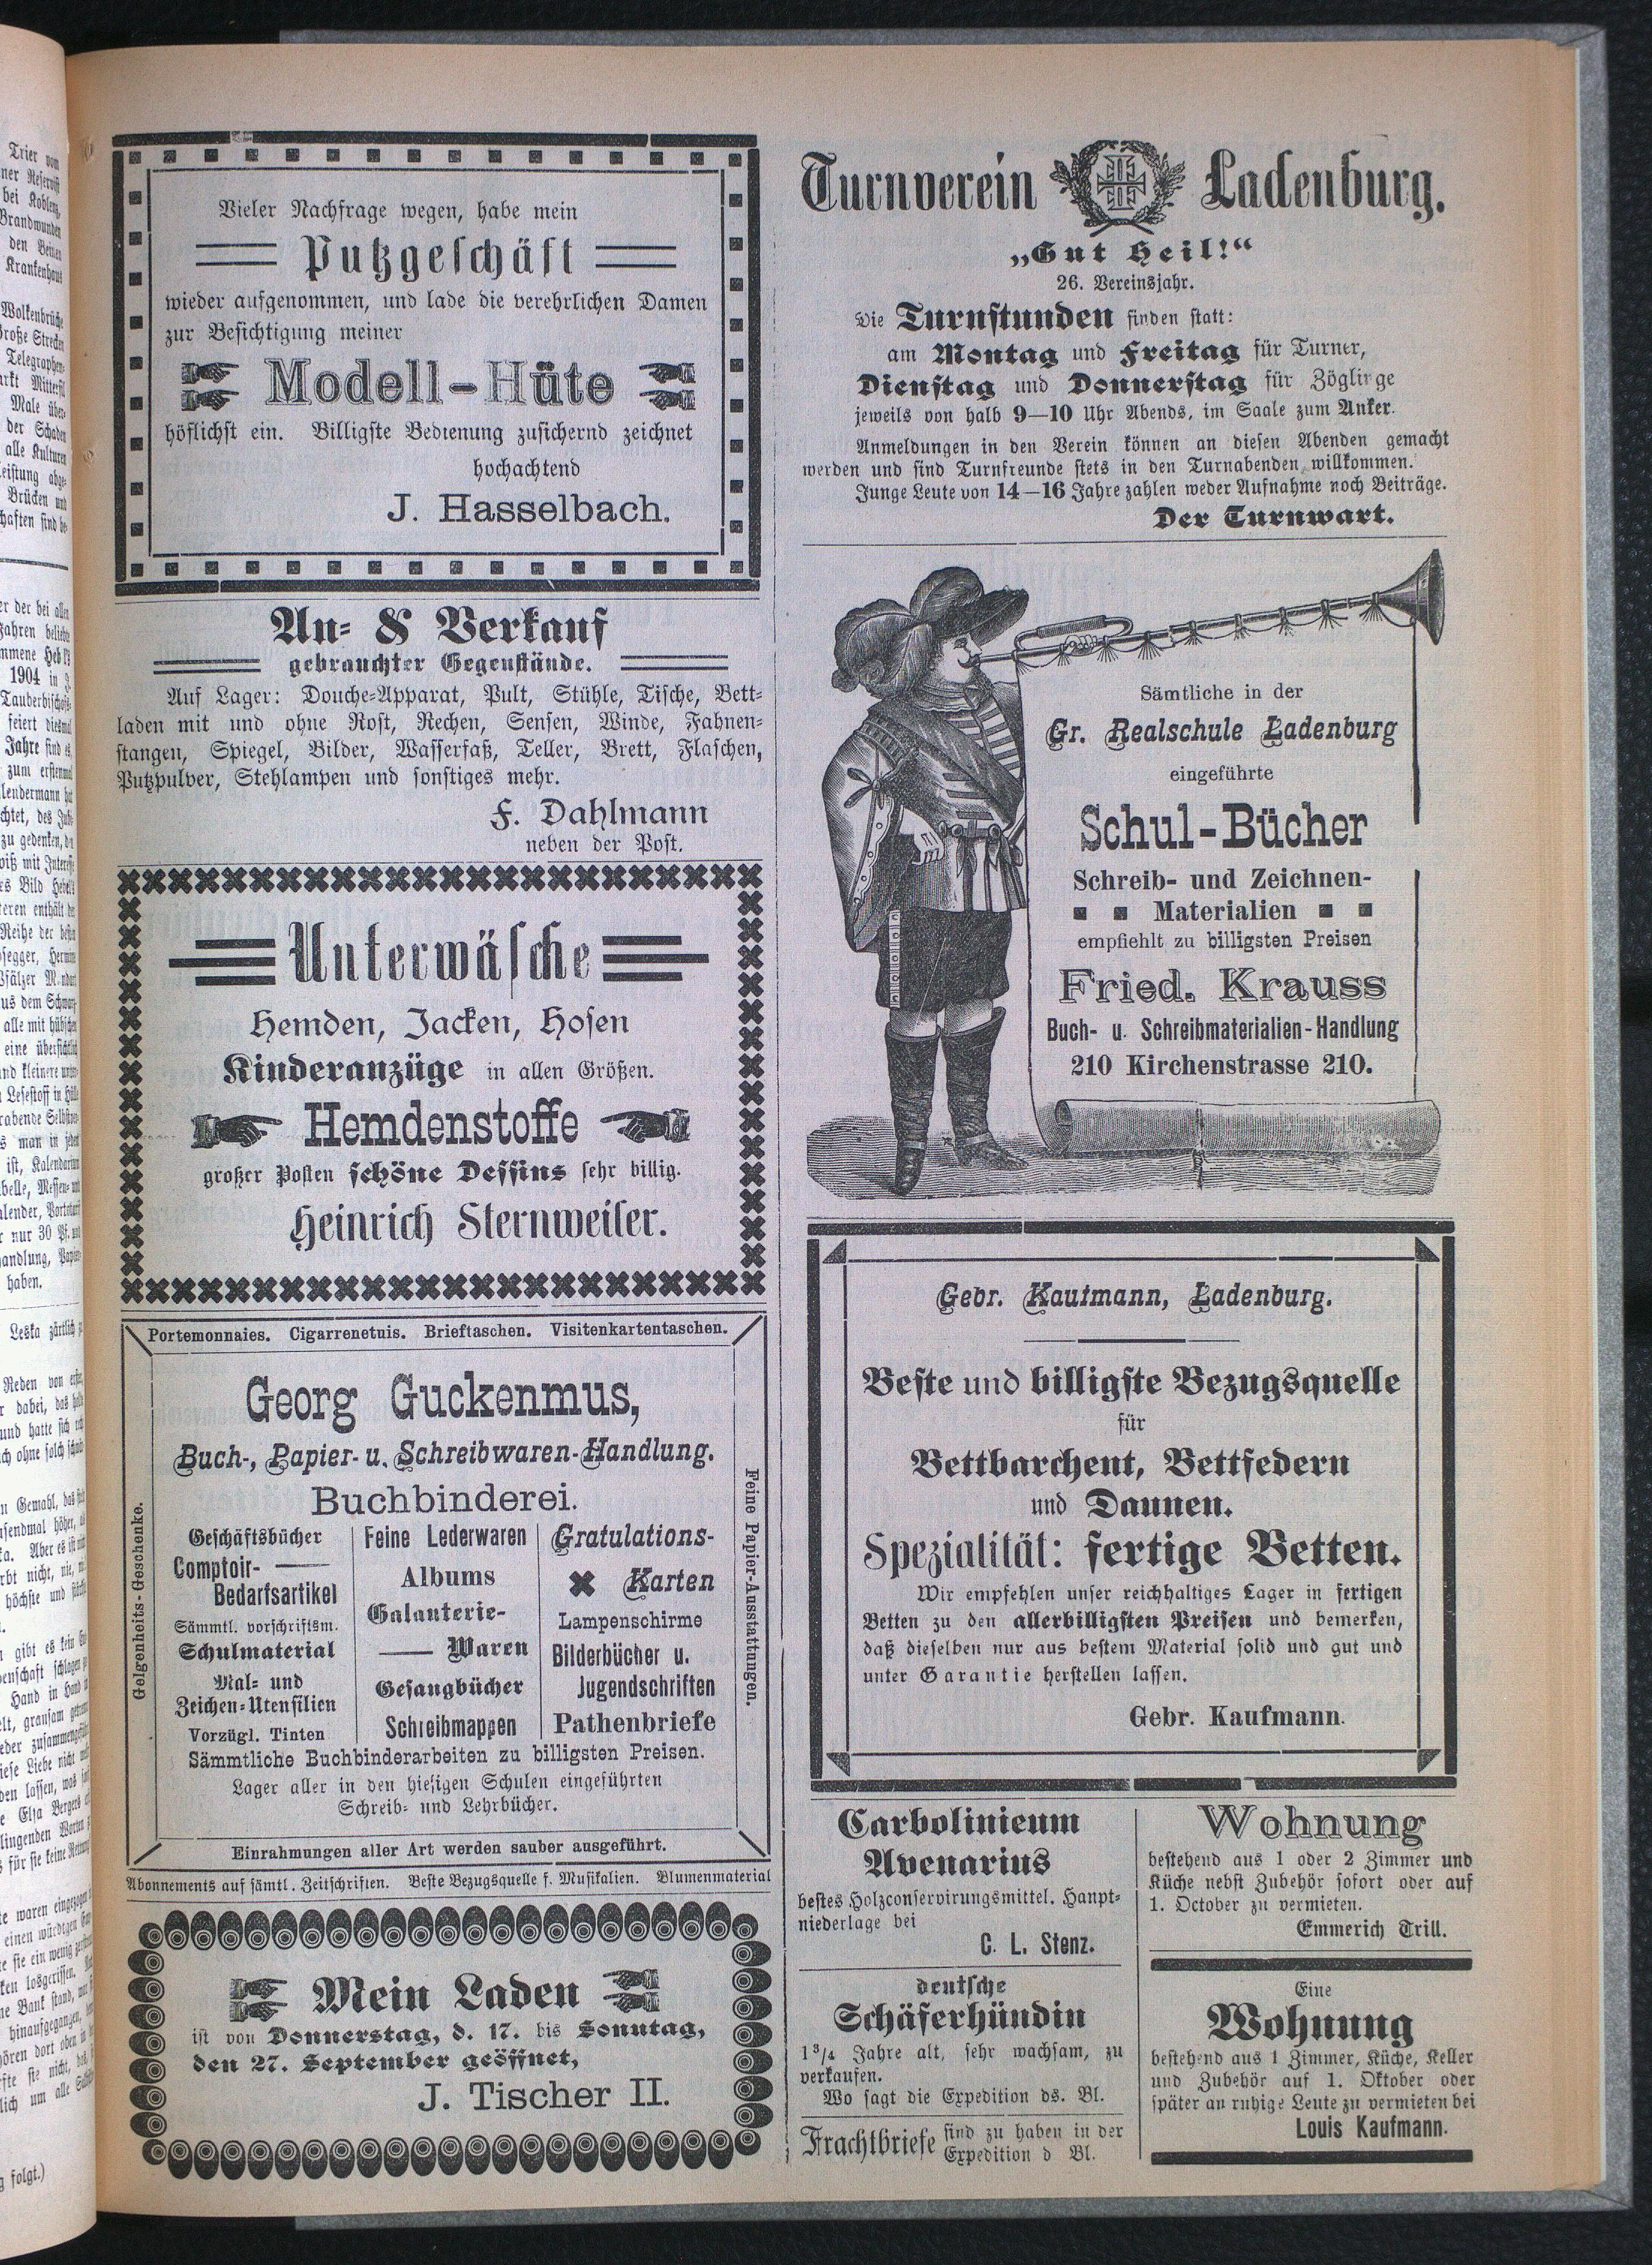 Vieler Nachfrage wegen, habe mein
Putzgeschäft
wieder aufgenommen, und lade die verehrlichen Damen
zur Besichtigung meiner
Modell-Hüte
höflichst ein. Billigste Bedienung zusichernd zeichnet
hochachtend
J. Hasselbach.
An- & Verkauf
gebrauchter Gegenstände.
Auf Lager: Douche-Apparat, Pult, Stühle, Tische, Bett-
laden mit und ohne Rost, Rechen, Sensen, Winde, Fahnen-
stangen, Spiegel, Bilder, Wasserfaß, Teller, Brett, Flaschen,
Putzpulver, Stehlampen und sonstiges mehr.
F. Dahlmann
neben der Post.
Unterwäsche
Hemden, Jacken, Hosen
Kinderanzüge in allen Größen.
Hemdenstoffe
großer Posten schöne Dessins sehr billig.
Heinrich Sternweiler.
Portemonnaies. Cigarrenetuis. Brieftaschen. Visitenkartentaschen.
Gelgenheits-Geschenke.
Georg Guckenmus,
Buch-, Papier- u. Schreibwaren-Handlung.
Buchbinderei.
Geschäftsbücher
Comptoir-
Bedarfsartikel
Sämmtl. vorschriftsm.
Schulmaterial
Mal- und
Zeichen-Utensilien
Vorzügl. Tinten
Feine Lederwaren
Albums
Galanterie-
Waren
Gesangbücher
Schreibmappen
Gratulations-
Karten
Lampenschirme
Bilderbücher u.
Jugendschriften
Pathenbriefe
Feine Papier-Ausstattungen.
Sämmtliche Buchbinderarbeiten zu billigsten Preisen.
Lager aller in den hiesigen Schulen eingeführten
Schreib- und Lehrbücher.
Einrahmungen aller Art werden sauber ausgeführt.
Abonnements auf sämtl. Zeitschriften. Beste Bezugsquelle f. Musikalien. Blumenmaterial
Mein Laden
ist von Donnerstag, d. 17. bis Sonntag,
den 27. September geöffnet,
J. Tischer II.
Turnverein Ladenburg.
„Gut Heil!“
26. Vereinsjahr.
Die Turnstunden finden statt:
am Montag und Freitag für Turner,
Dienstag und Donnerstag für Zöglinge
jeweils von halb 9—10 Uhr Abends, im Saale zum Anker.
Anmeldungen in den Verein können an diesen Abenden gemacht
werden und sind Turnfreunde stets in den Turnabenden willkommen.
Junge Leute von 14—16 Jahre zahlen weder Aufnahme noch Beiträge.
Der Turnwart.
Sämtliche in der
Gr. Realschule Ladenburg
eingeführte
Schul-Bücher
Schreib- und Zeichnen-
Materialien
empfiehlt zu billigsten Preisen
Fried. Krauss
Buch- u. Schreibmaterialien-Handlung
210 Kirchenstrasse 210.
Gebr. Kaufmann, Ladenburg.
Beste und billigste Bezugsquelle
für
Bettbarchent, Bettfedern
und Daunen.
Spezialität: fertige Betten.
Wir empfehlen unser reichhaltiges Lager in fertigen
Betten zu den allerbilligsten Preisen und bemerken,
daß dieselben nur aus bestem Material solid und gut und
unter Garantie herstellen lassen.
Gebr. Kaufmann.
Carbolinieum
Avenarius
bestes Holzconservirungsmittel. Haupt-
niederlage bei
C. L. Stenz.
deutsche
Schäferhündin
1 3/4 Jahre alt, sehr wachsam, zu
verkaufen.
Wo sagt die Expedition ds. Bl.
Frachtbriefe sind zu haben in der
Expedition d Bl.
Wohnung
bestehend aus 1 oder 2 Zimmer und
Küche nebst Zubehör sofort oder auf
1. October zu vermieten.
Emmerich Trill.
Eine
Wohnung
bestehend aus 1 Zimmer, Küche, Keller
und Zubehör auf 1. Oktober oder
später an ruhige Leute zu vermieten bei
Louis Kaufmann.